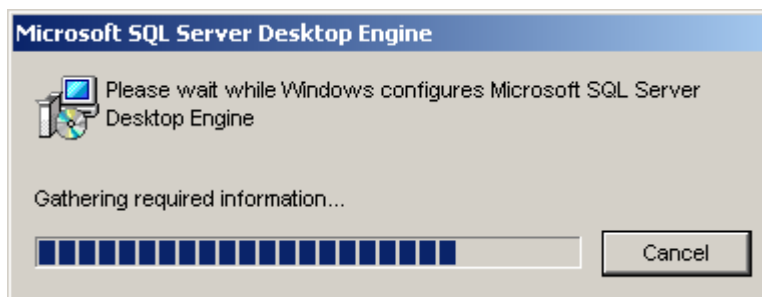 Microsoft SQL Server Desktop Engine
Please wait while Windows configures Microsoft SQL Server
Desktop Engine
Gathering required information...
Cancel